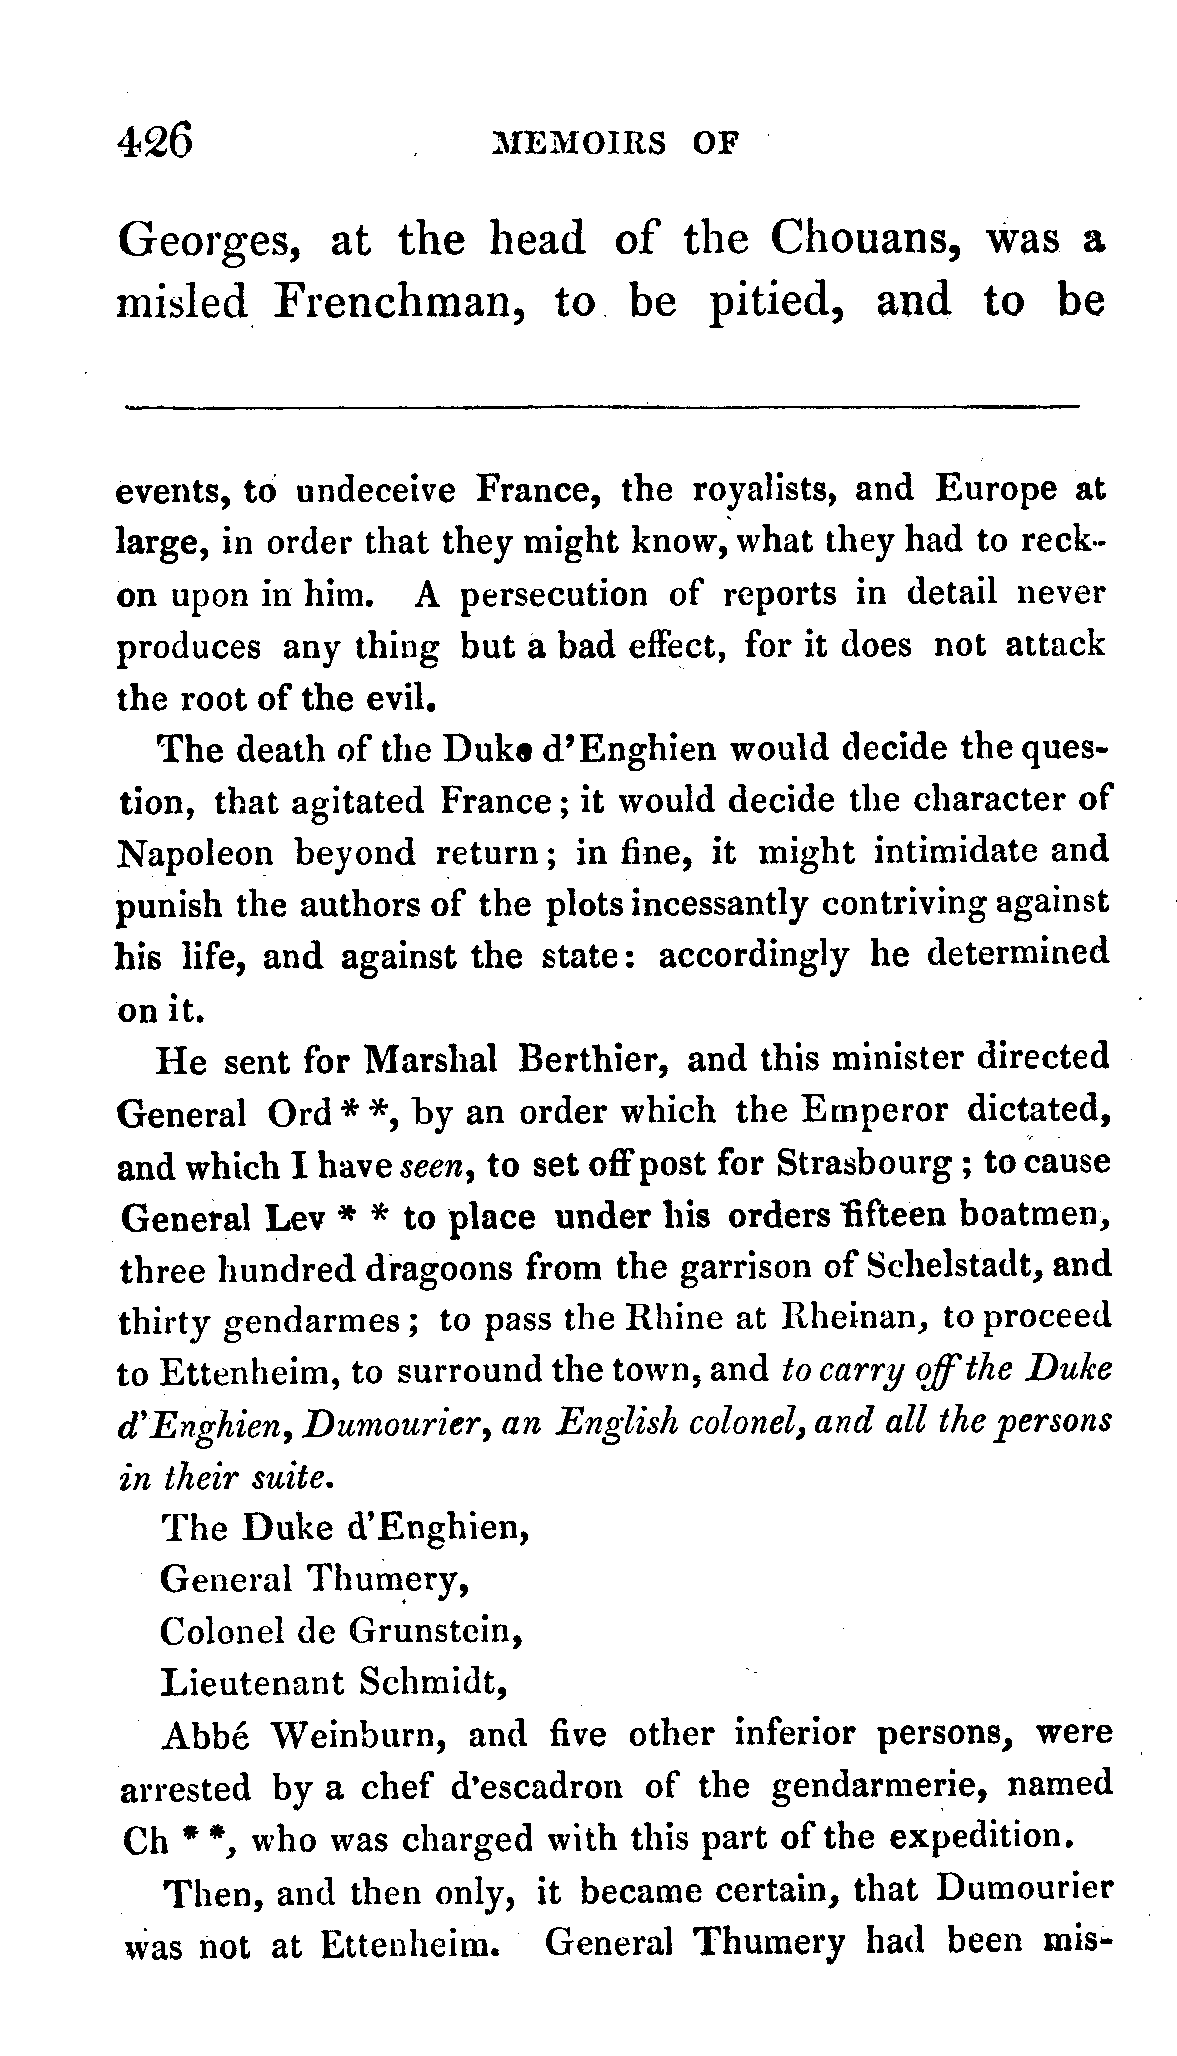 426 MEMOIRS OF
Georges, at the head of the Chouans, was a
misled Frenchman, to be pitied, and to be
events, to undeceive France, the royalists, and Europe at
large, in order that they might know, what they had to reck-
on upon in him. A persecution of reports in detail never
produces any thing but a bad effect, for it does not attack
the root of the evil.
The death of the Duke d'Enghien would decide the ques-
tion, that agitated France; it would decide the character of
Napoleon beyond return; in fine, it might intimidate and
punish the authors of the plots incessantly contriving against
his life, and against the state: accordingly he determined
on it.
He sent for Marshal Berthier, and this minister directed
General Ord * *, by an order which the Emperor dictated,
and which I have seen, to set off post for Strasbourg; to cause
General Lev * * to place under his orders fifteen boatmen,
three hundred dragoons from the garrison of Schelstadt, and
thirty gendarmes; to pass the Rhine at Rheinan, to proceed
to Ettenheim, to surround the town, and to carry off the Duke
d'Enghien, Dumourier, an English colonel, and all the persons
in their suite.
The Duke d'Enghien,
General Thumery,
Colonel de Grunstein,
Lieutenant Schmidt,
Abbé Weinburn, and five other inferior persons, were
arrested by a chef d'escadron of the gendarmerie, named
Ch * *, who was charged with this part of the expedition.
Then, and then only, it became certain, that Dumourier
was not at Ettenheim. General Thumery had been mis-